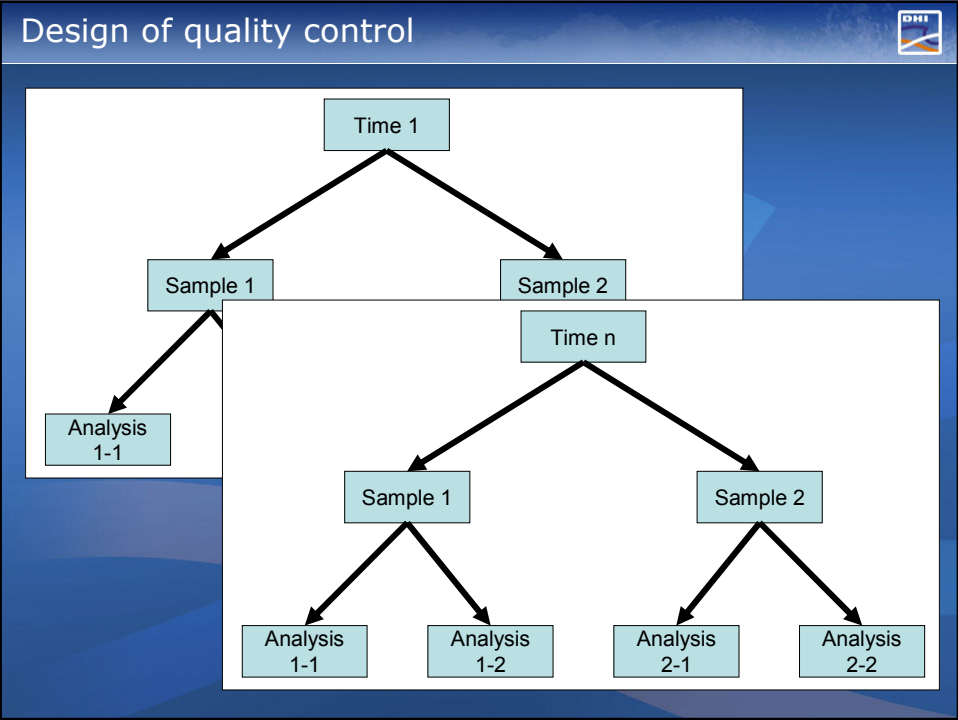 Design of quality control
DHI
Time 1
Sample 1
Sample 2
Analysis
1-1
Time n
Sample 1
Sample 2
Analysis
1-1
Analysis
1-2
Analysis
2-1
Analysis
2-2